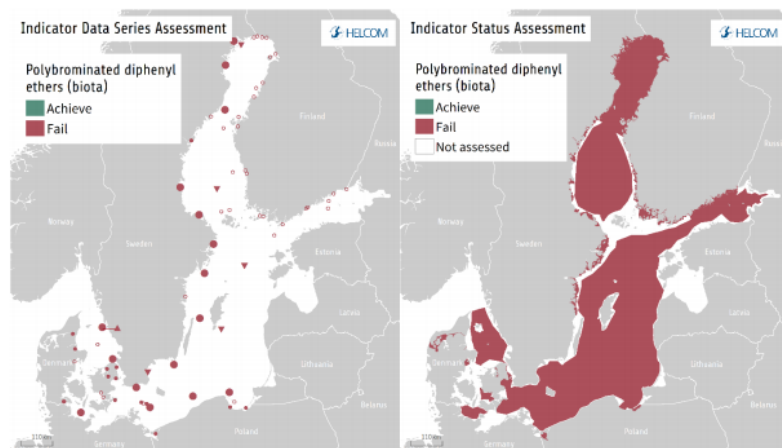 Indicator Data Series Assessment
HELCOM
Polybrominated diphenyl
ethers (biota)
Achieve
Fail
Finland
Russia
Norway
Sweden
Estonia
Latvia
Denmark
Lithuania
Belarus
Germany
Poland
Indicator Status Assessment
HELCOM
Polybrominated diphenyl
ethers (biota)
Achieve
Fail
Not assessed
Finland
Russia
Norway
Sweden
Estonia
Latvia
Denmark
Lithuania
Belarus
Germany
Poland